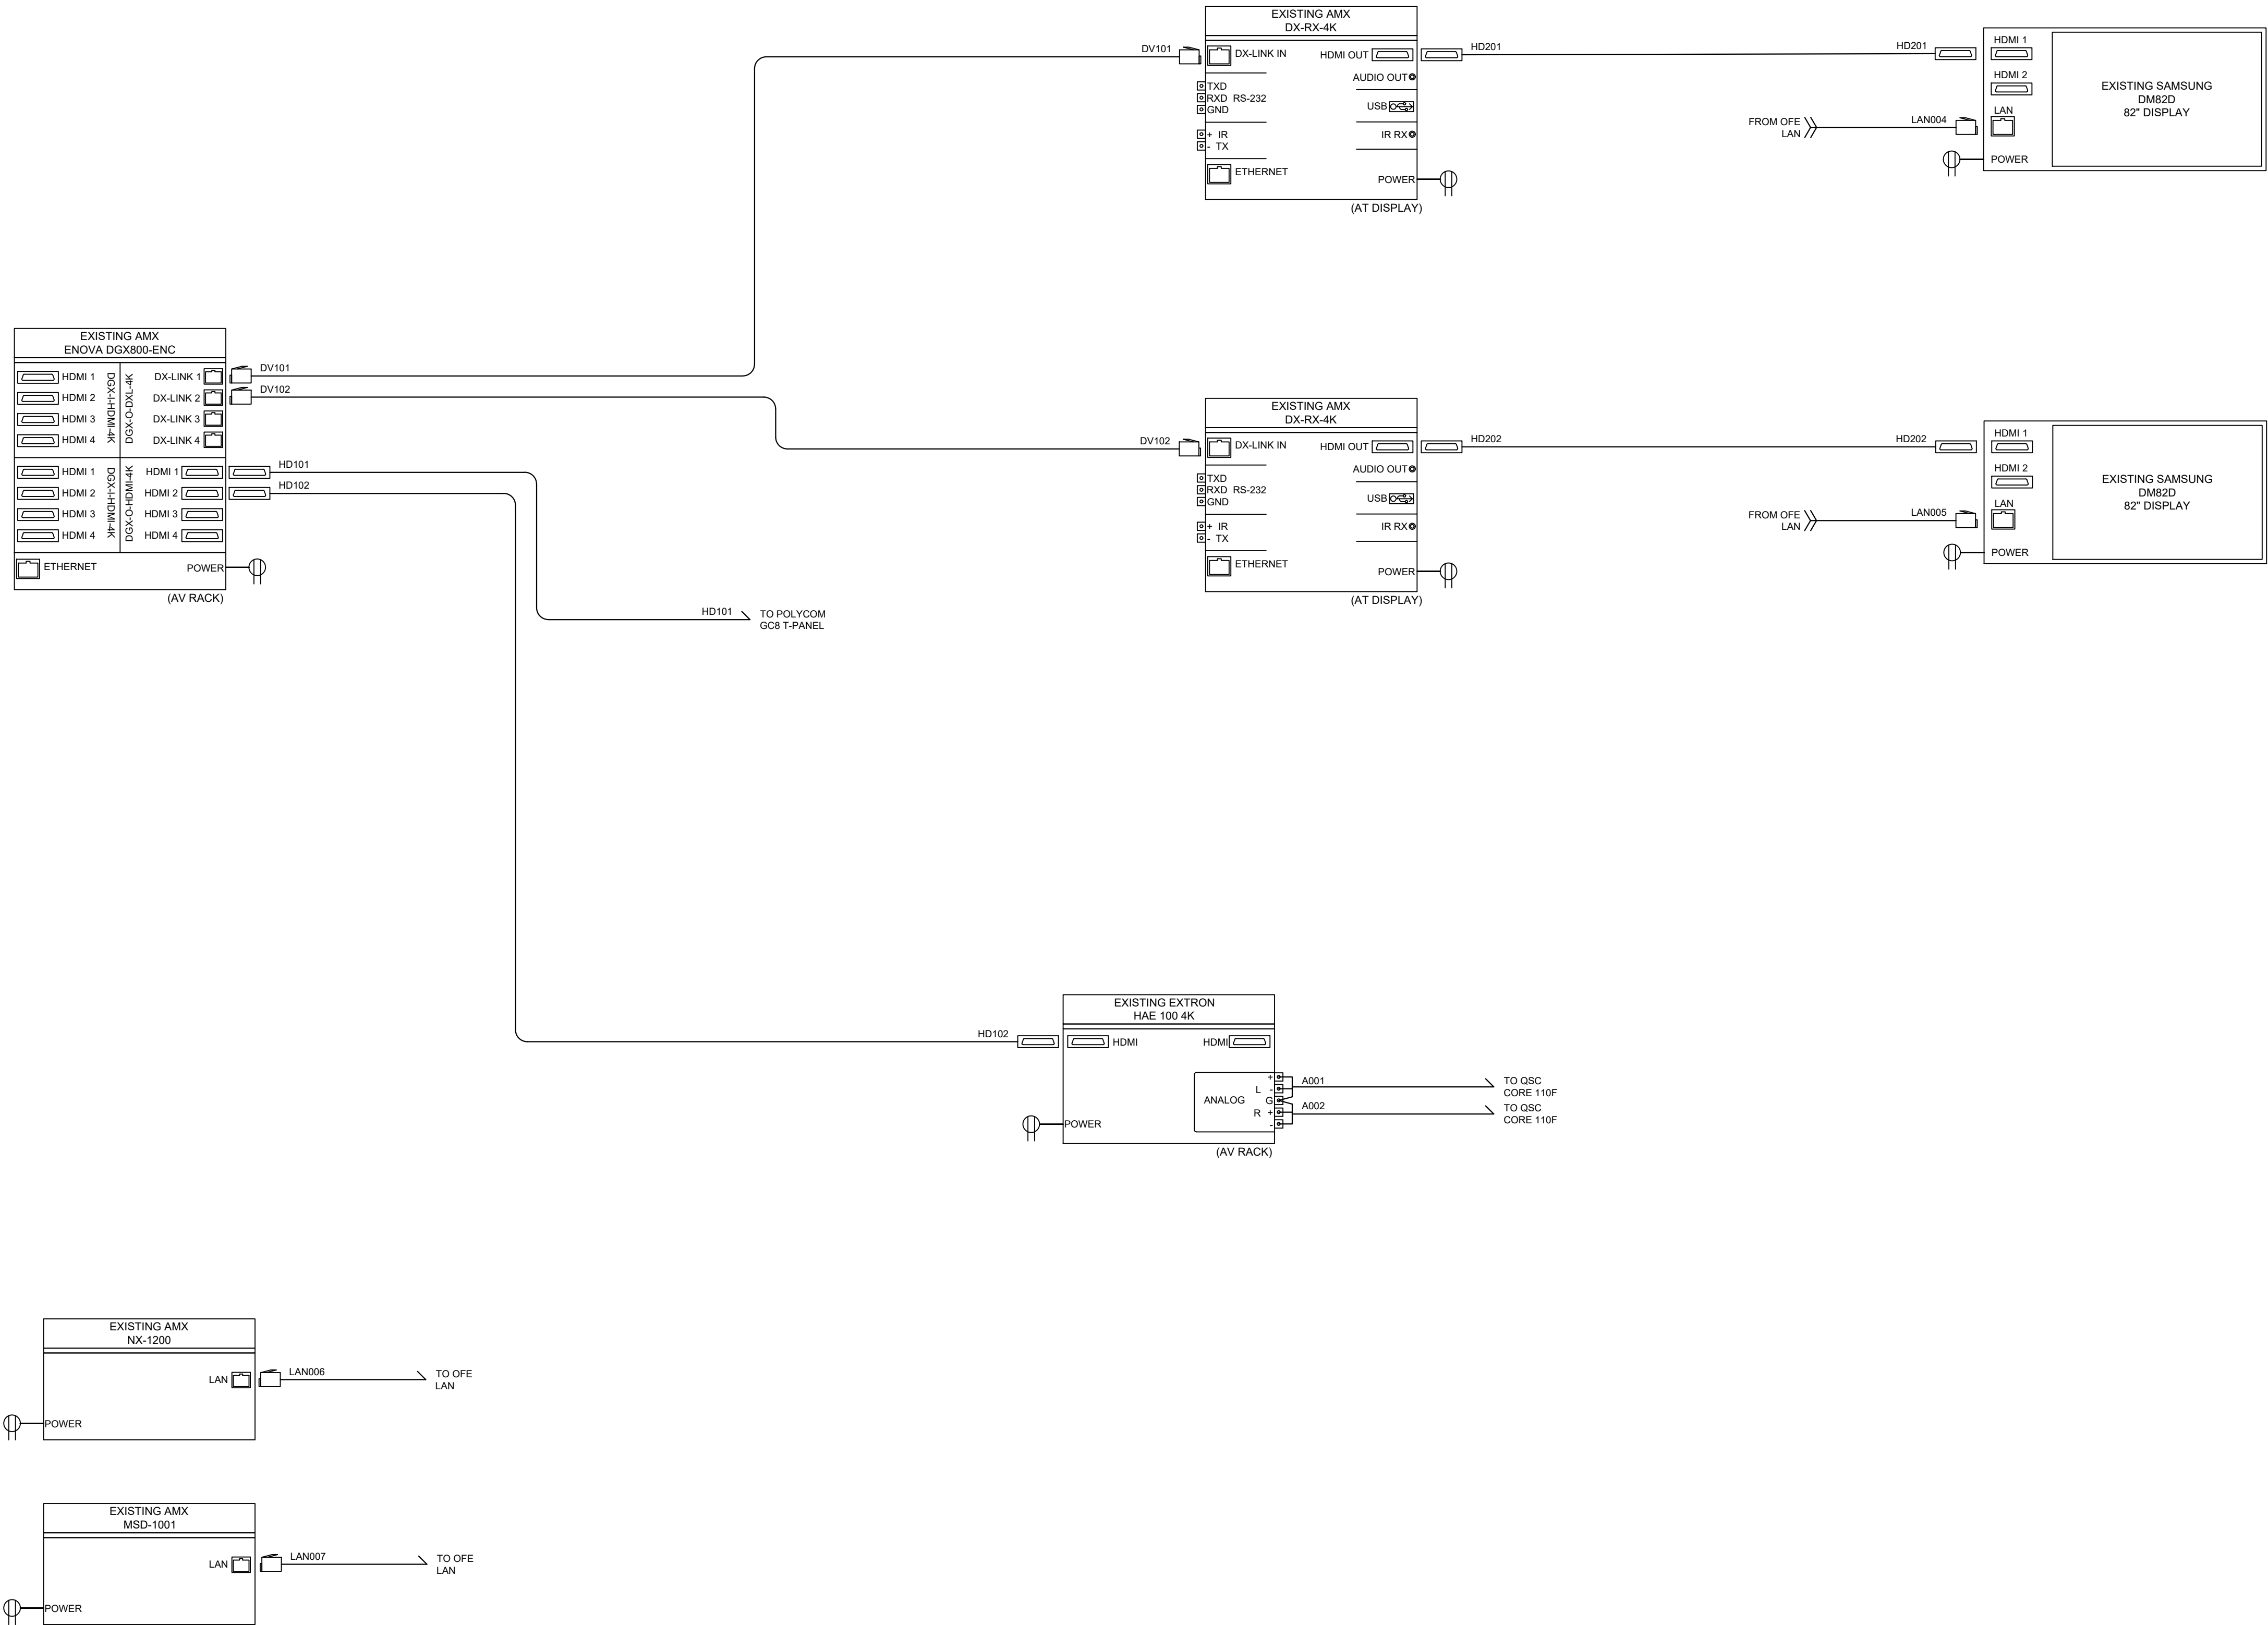 EXISTING AMX
DX-RX-4K
DV101
DX-LINK IN
HDMI OUT
HD201
TXD
RXD RS-232
GND
AUDIO OUT
USB
+ IR
- TX
IR RX
ETHERNET
POWER
(AT DISPLAY)
HD201
HDMI 1
HDMI 2
LAN
FROM OFE
LAN
LAN004
POWER
EXISTING SAMSUNG
DM82D
82" DISPLAY
EXISTING AMX
ENOVA DGX800-ENC
HDMI 1
HDMI 2
HDMI 3
HDMI 4
DGX-I-HDMI-4K
DGX-O-DXL-4K
DX-LINK 1
DX-LINK 2
DX-LINK 3
DX-LINK 4
DV101
DV102
HDMI 1
HDMI 2
HDMI 3
HDMI 4
DGX-I-HDMI-4K
DGX-O-HDMI-4K
HDMI 1
HDMI 2
HDMI 3
HDMI 4
HD101
HD102
ETHERNET
POWER
(AV RACK)
HD101
TO POLYCOM
GC8 T-PANEL
EXISTING AMX
DX-RX-4K
DV102
DX-LINK IN
HDMI OUT
HD202
TXD
RXD RS-232
GND
AUDIO OUT
USB
+ IR
- TX
IR RX
ETHERNET
POWER
(AT DISPLAY)
HD202
HDMI 1
HDMI 2
LAN
FROM OFE
LAN
LAN005
POWER
EXISTING SAMSUNG
DM82D
82" DISPLAY
EXISTING EXTRON
HAE 100 4K
HD102
HDMI
HDMI
ANALOG
L
R
+
-
G
+
-
A001
A002
TO QSC
CORE 110F
TO QSC
CORE 110F
POWER
(AV RACK)
EXISTING AMX
NX-1200
LAN
LAN006
TO OFE
LAN
POWER
EXISTING AMX
MSD-1001
LAN
LAN007
TO OFE
LAN
POWER